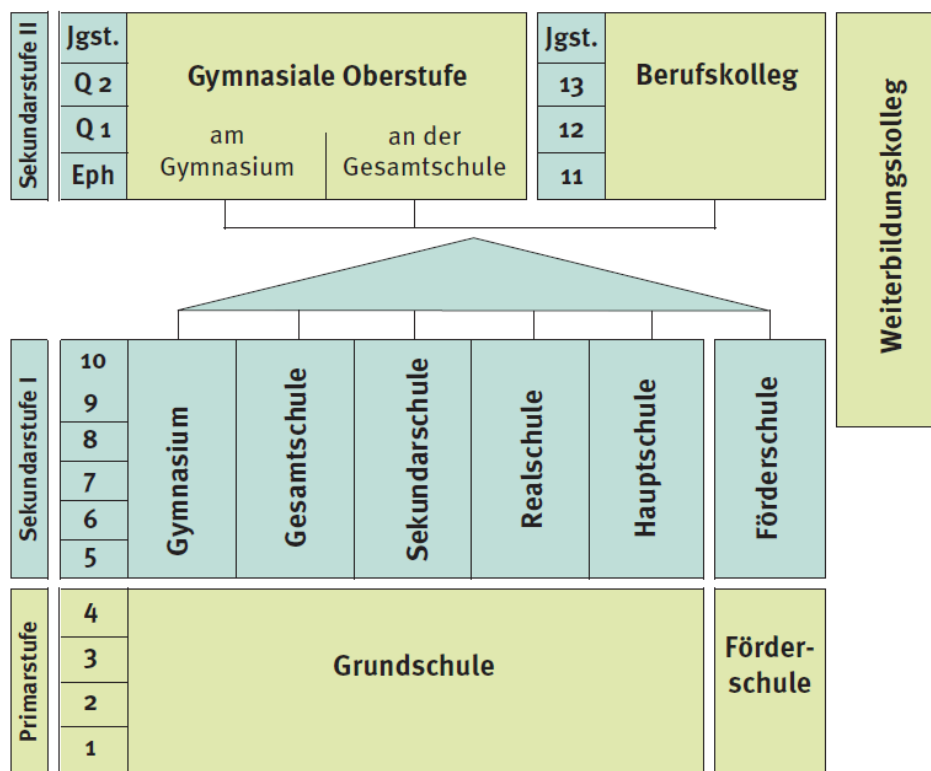 Sekundarstufe II
Jgst.
Q 2
Q 1
Eph
Gymnasiale Oberstufe
am
Gymnasium
an der
Gesamtschule
Jgst.
13
12
11
Berufskolleg
Weiterbildungskolleg
Sekundarstufe I
10
9
8
7
6
5
Gymnasium
Gesamtschule
Sekundarschule
Realschule
Hauptschule
Förderschule
Primarstufe
4
3
2
1
Grundschule
Förder-
schule